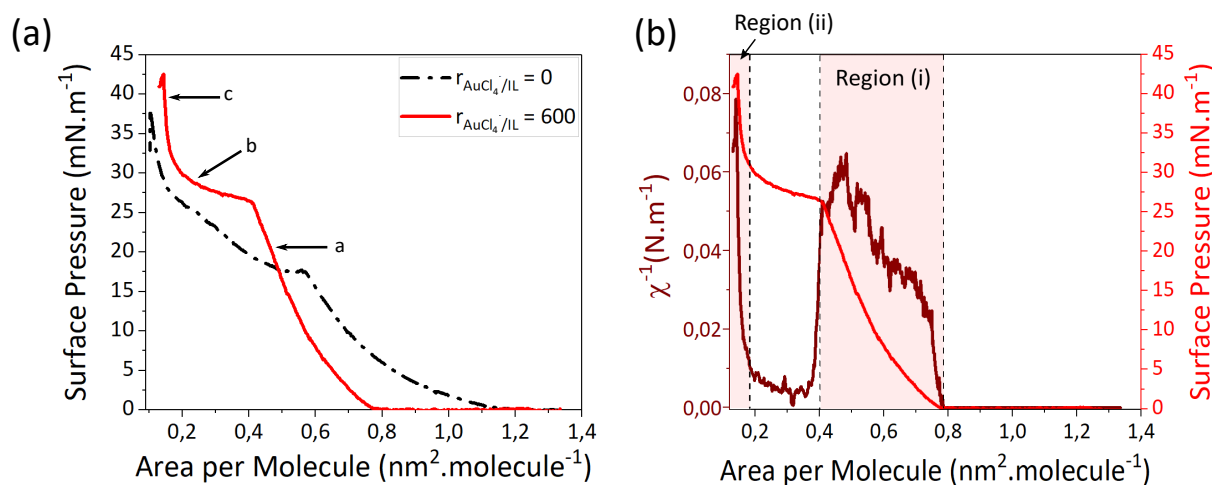 (a)
Surface Pressure (mN.m⁻¹)
45
40
35
30
25
20
15
10
5
0
0,2 0,4 0,6 0,8 1,0 1,2 1,4
Area per Molecule (nm².molecule⁻¹)
r AuCl₄⁻/IL = 0
r AuCl₄⁻/IL = 600
c
b
a
(b)
Region (ii)
Region (i)
χ⁻¹(N.m⁻¹)
0,08
0,06
0,04
0,02
0,00
0,2 0,4 0,6 0,8 1,0 1,2 1,4
Area per Molecule (nm².molecule⁻¹)
45
40
35
30
25
20
15
10
5
0
Surface Pressure (mN.m⁻¹)